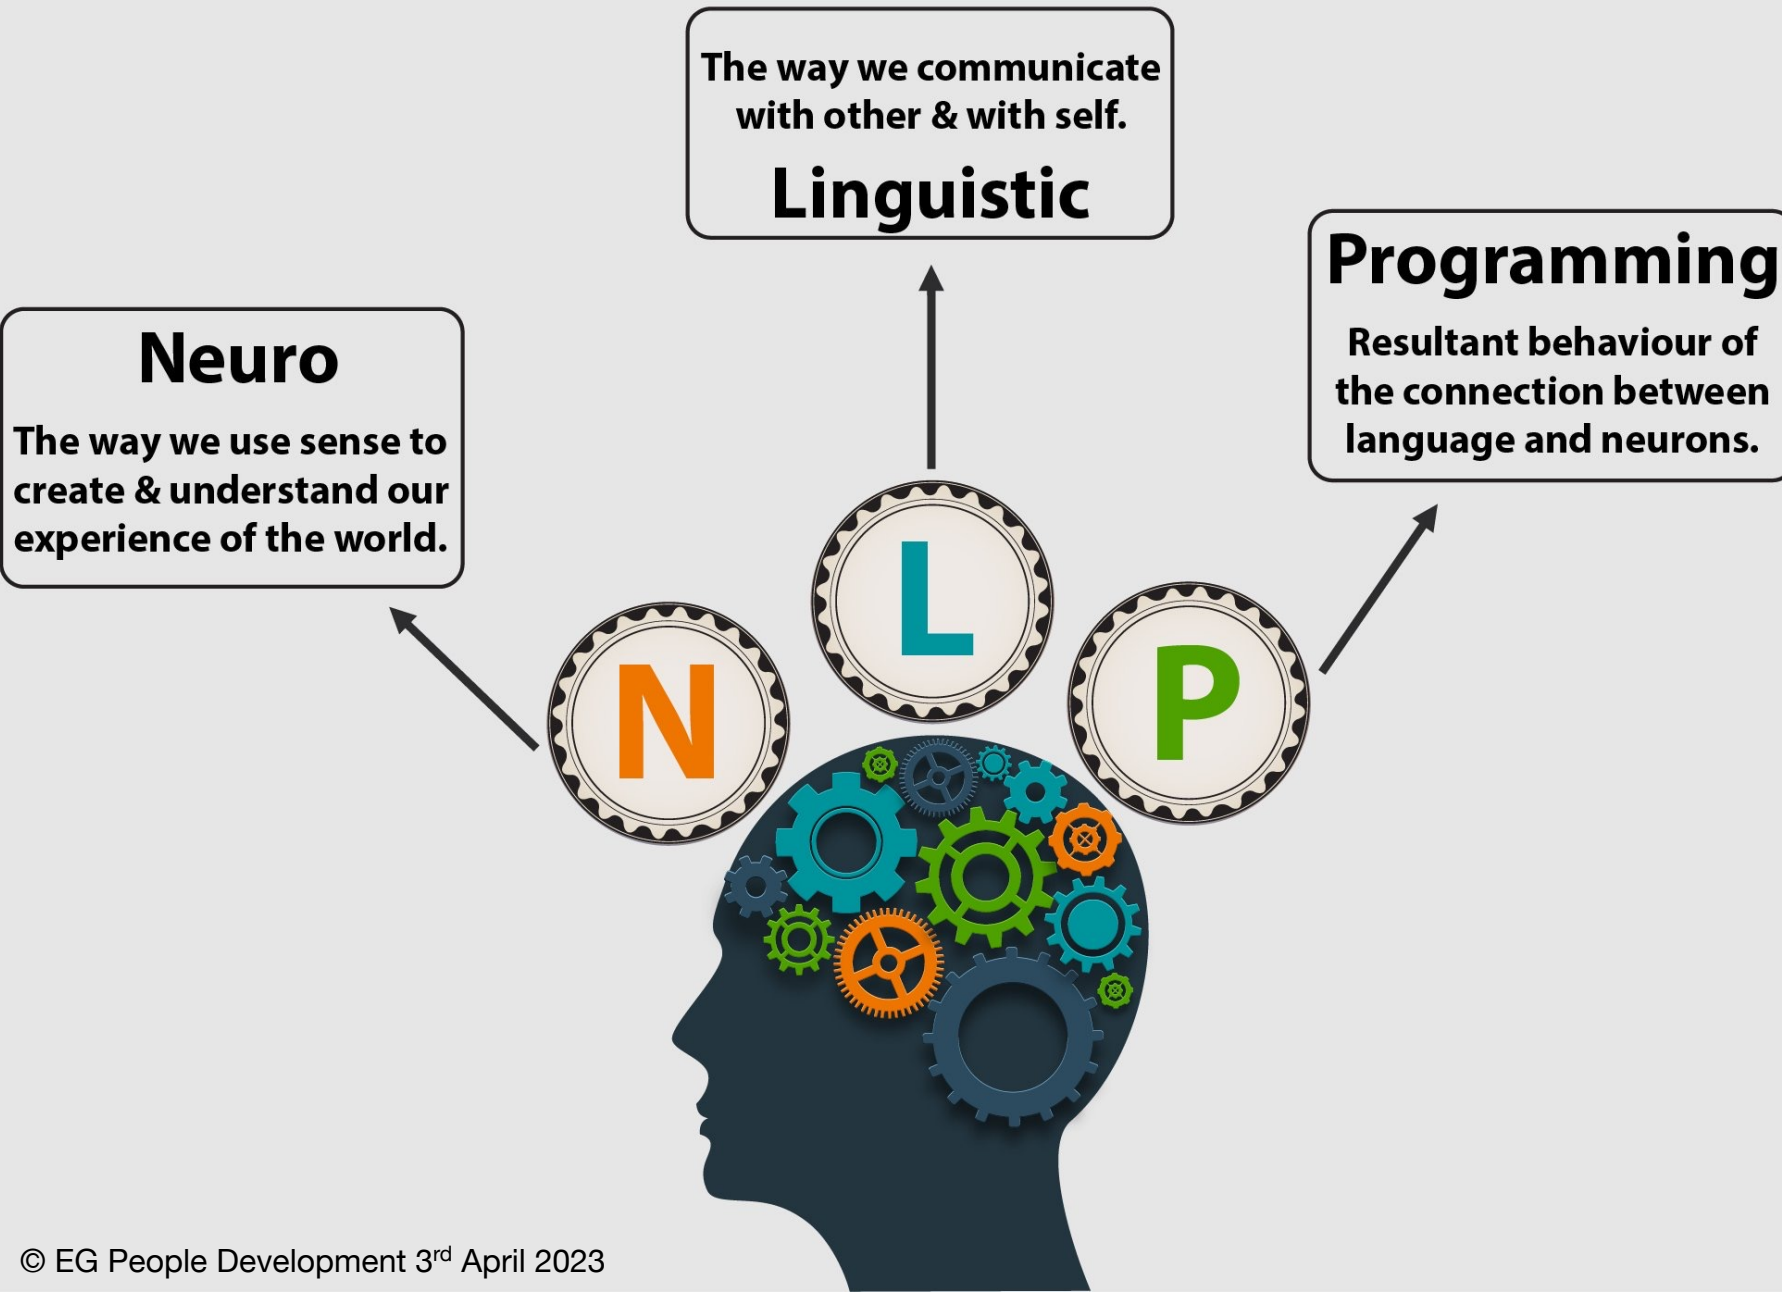 The way we communicate
with other & with self.
Linguistic
Programming
Resultant behaviour of
the connection between
language and neurons.
Neuro
The way we use sense to
create & understand our
experience of the world.
N
L
P
© EG People Development 3rd April 2023